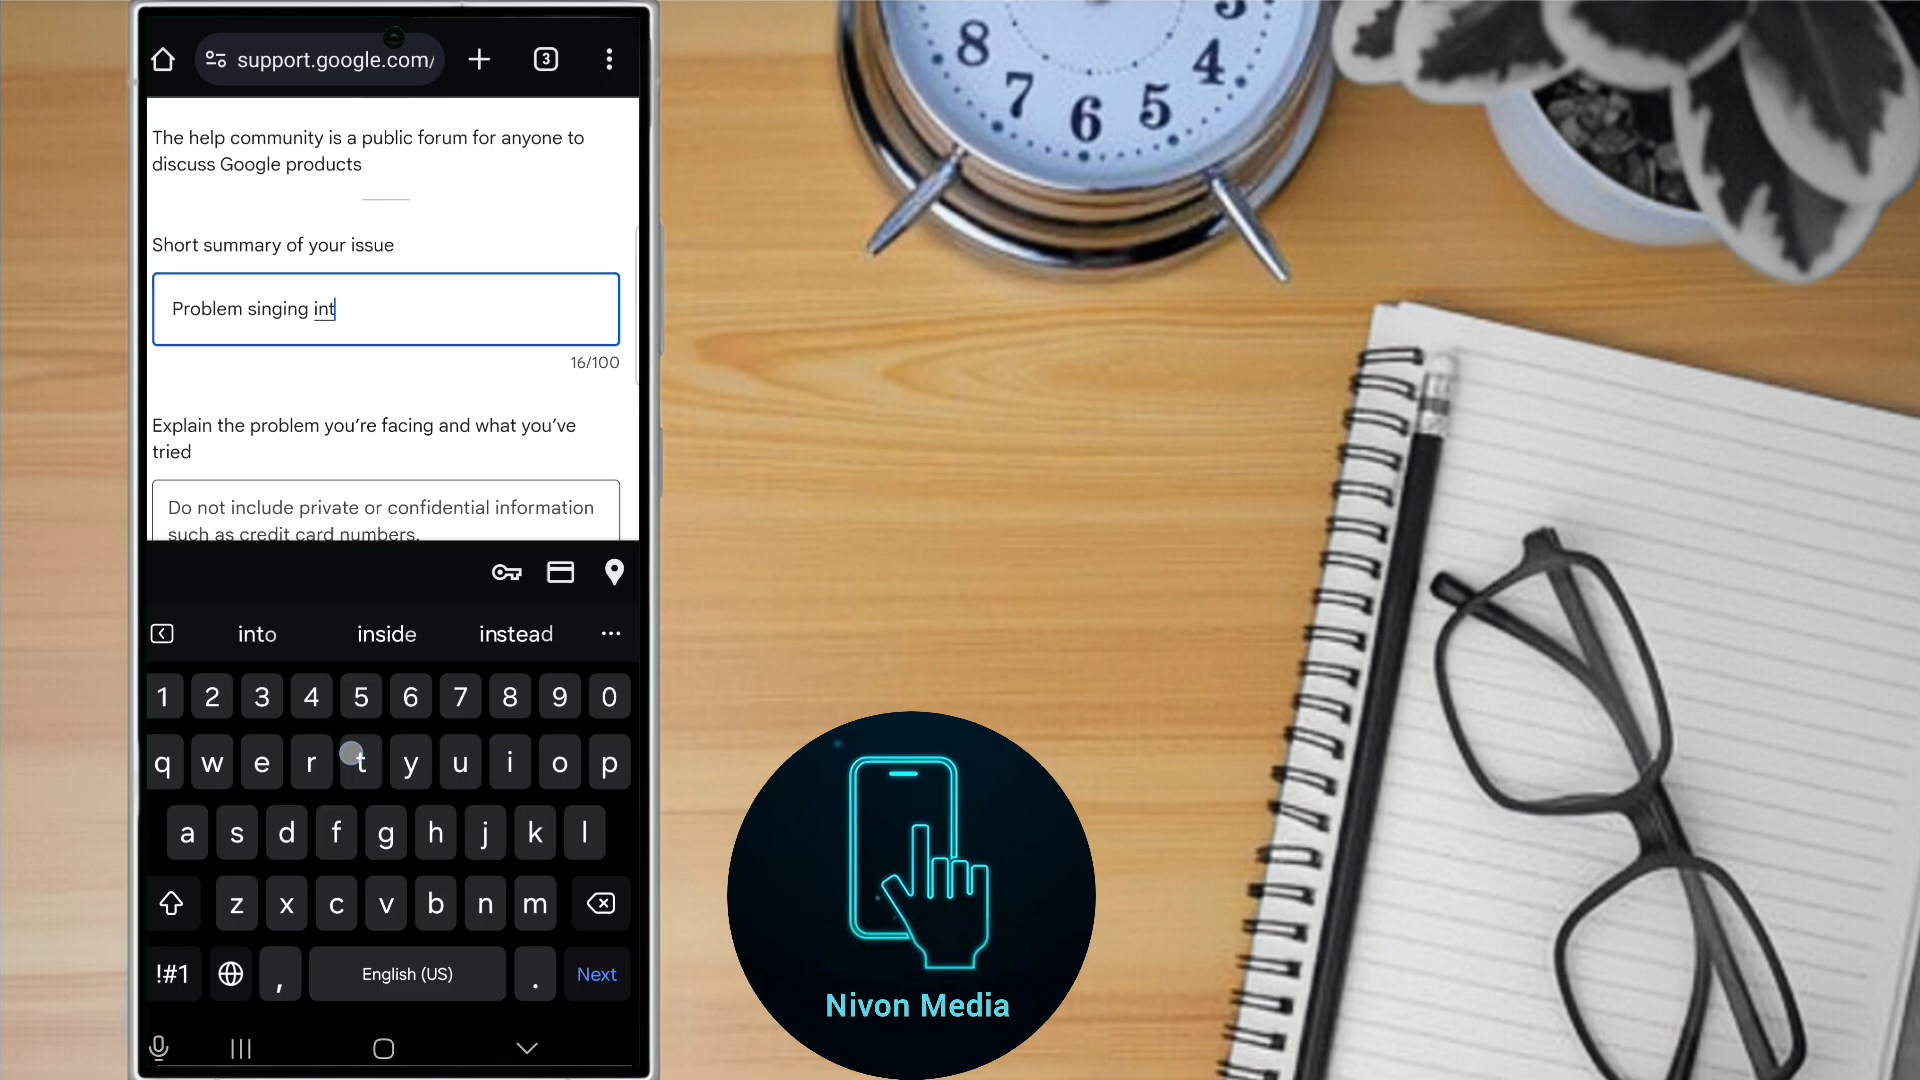 support.google.com/
3
The help community is a public forum for anyone to
discuss Google products
Short summary of your issue
Problem singing int
16/100
Explain the problem you’re facing and what you’ve
tried
Do not include private or confidential information
such as credit card numbers.
into inside instead
1 2 3 4 5 6 7 8 9 0
q w e r t y u i o p
a s d f g h j k l
z x c v b n m
!#1 , English (US) . Next
8 7 6 5 4 3
Nivon Media